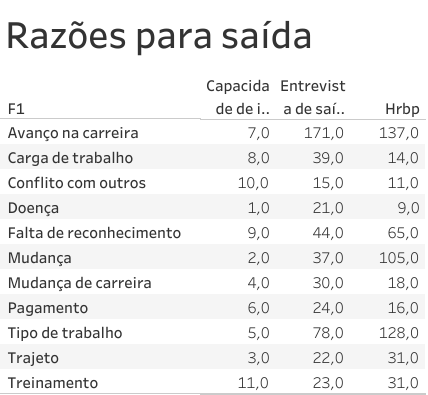 Razões para saída
Capacida Entrevist
F1 de de i.. a de saí.. Hrbp
Avanço na carreira 7,0 171,0 137,0
Carga de trabalho 8,0 39,0 14,0
Conflito com outros 10,0 15,0 11,0
Doença 1,0 21,0 9,0
Falta de reconhecimento 9,0 44,0 65,0
Mudança 2,0 37,0 105,0
Mudança de carreira 4,0 30,0 18,0
Pagamento 6,0 24,0 16,0
Tipo de trabalho 5,0 78,0 128,0
Trajeto 3,0 22,0 31,0
Treinamento 11,0 23,0 31,0